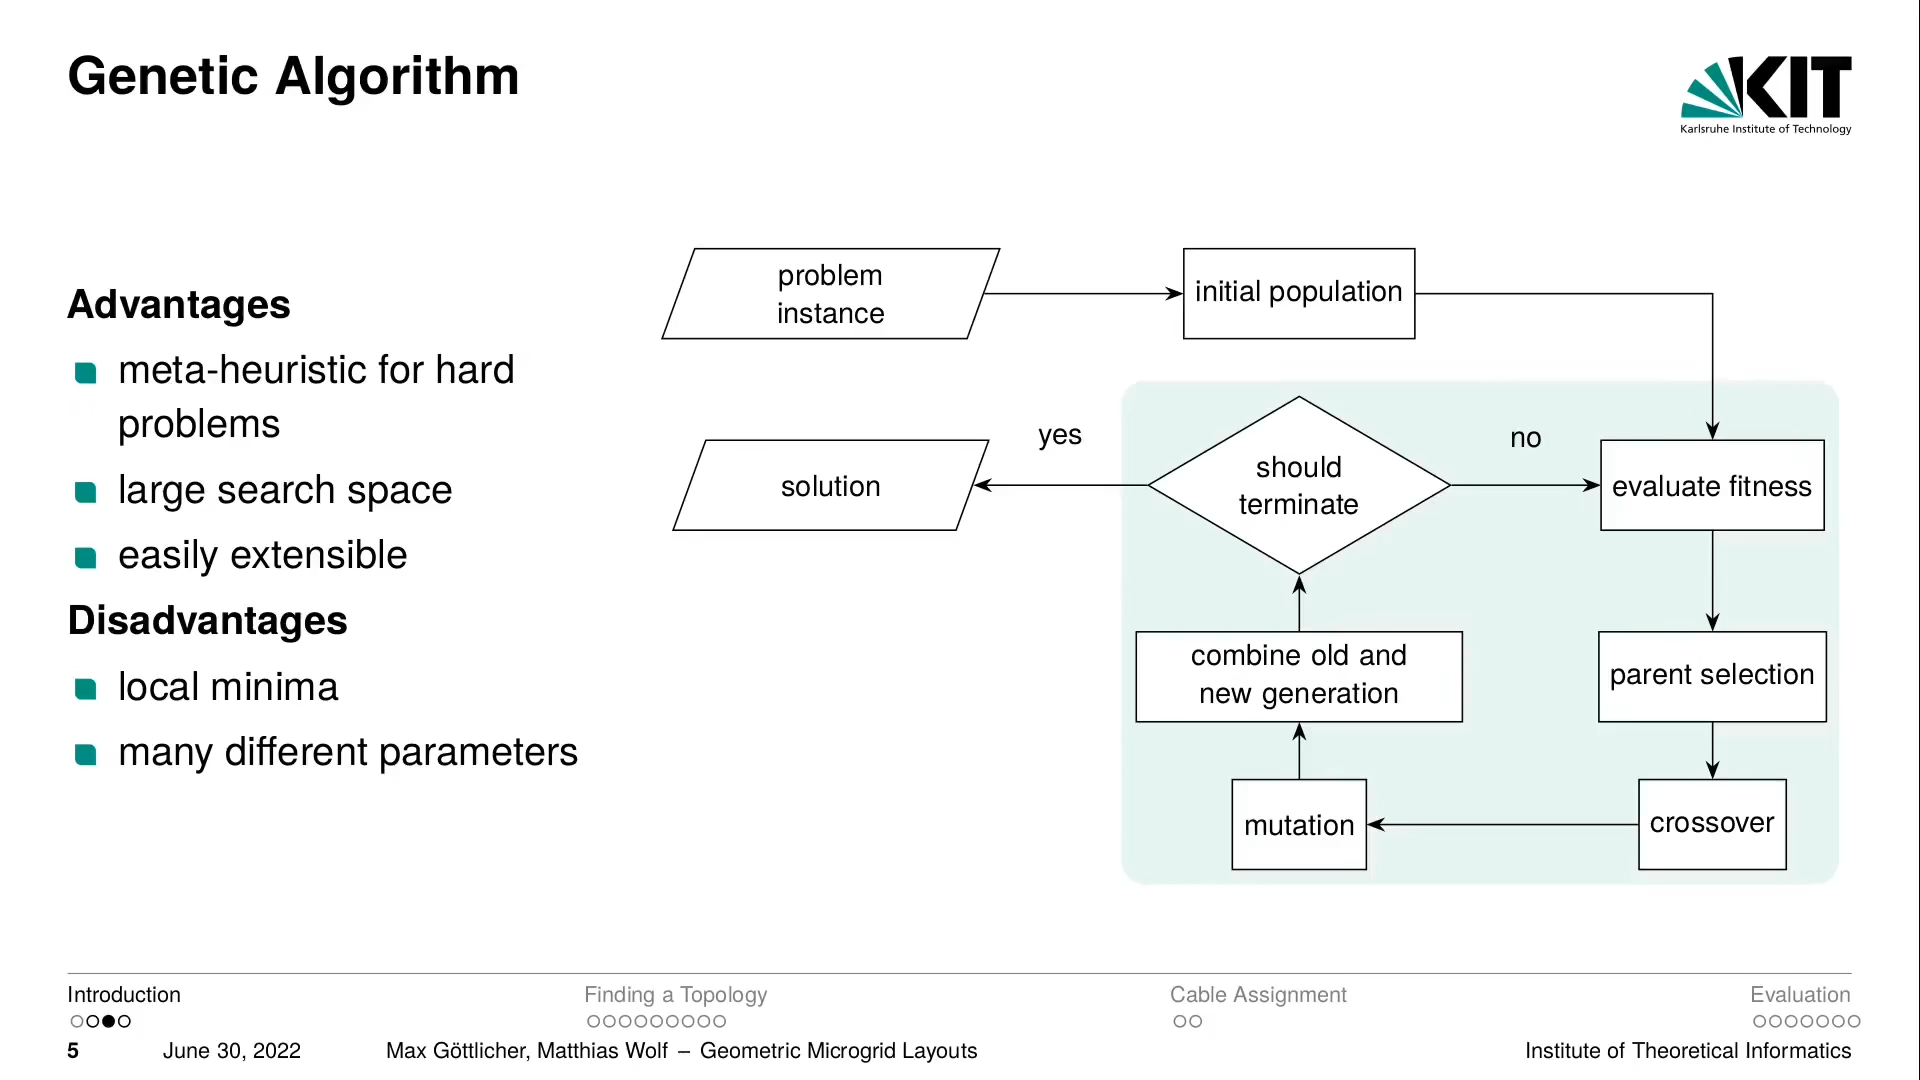 Genetic Algorithm
KIT
Karlsruhe Institute of Technology
Advantages
meta-heuristic for hard
problems
large search space
easily extensible
Disadvantages
local minima
many different parameters
problem
instance
initial population
solution
yes
should
terminate
no
evaluate fitness
combine old and
new generation
parent selection
mutation
crossover
Introduction
Finding a Topology
Cable Assignment
Evaluation
5
June 30, 2022
Max Göttlicher, Matthias Wolf – Geometric Microgrid Layouts
Institute of Theoretical Informatics